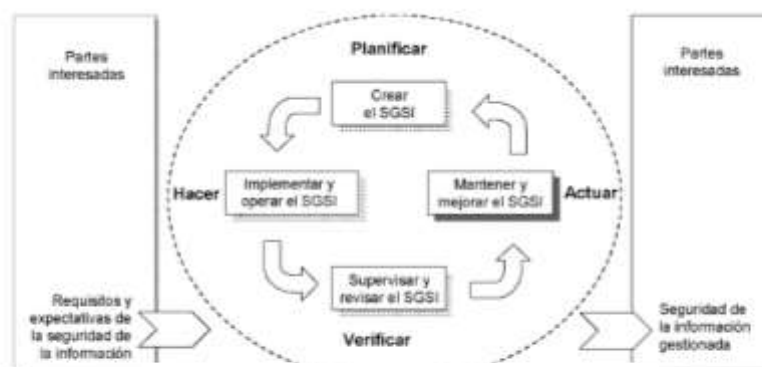 Partes
interesadas
Planificar
Partes
interesadas
Crear
el SGSI
Hacer
Implementar y
operar el SGSI
Mantener y
mejorar el SGSI
Actuar
Supervisar y
revisar el SGSI
Verificar
Requisitos y
expectativas de
la seguridad de
la información
Seguridad de
la información
gestionada